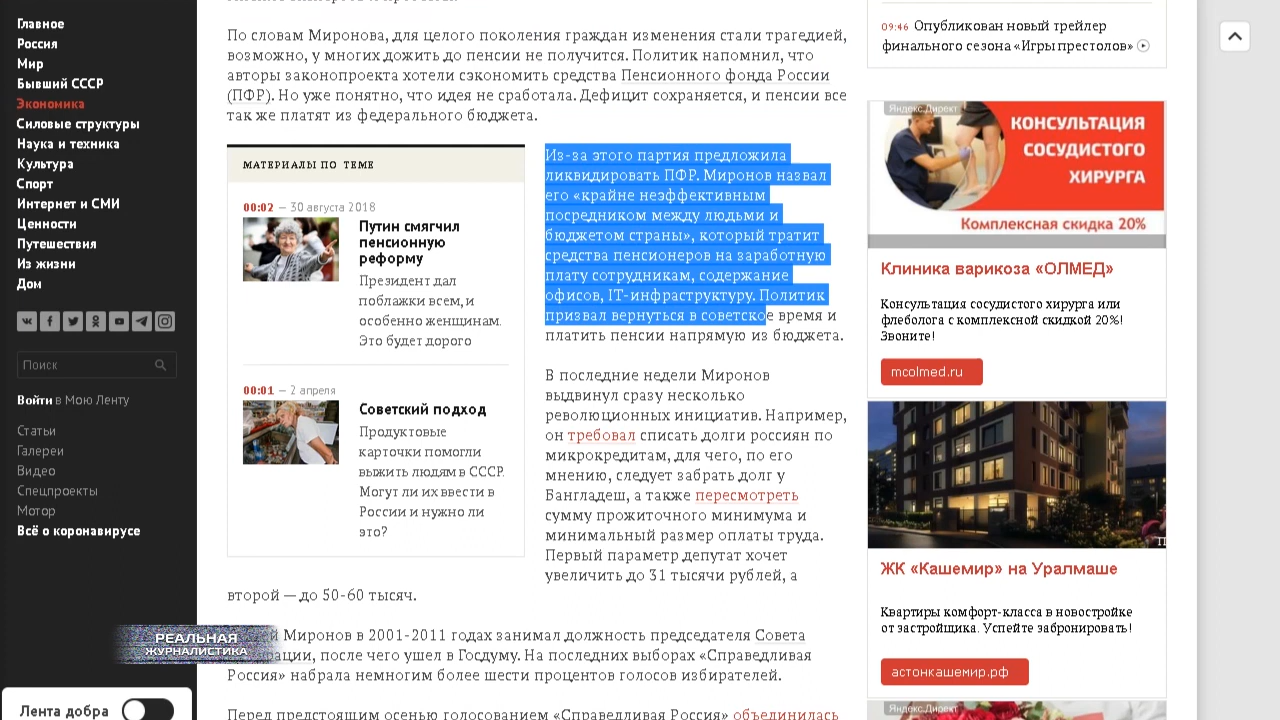 Главное
Россия
Мир
Бывший СССР
Экономика
Силовые структуры
Наука и техника
Культура
Спорт
Интернет и СМИ
Ценности
Путешествия
Из жизни
Дом
Поиск
Войти в Мою Ленту
Статьи
Галереи
Видео
Спецпроекты
Мотор
Всё о коронавирусе
Лента добра
По словам Миронова, для целого поколения граждан изменения стали трагедией,
возможно, у многих дожить до пенсии не получится. Политик напомнил, что
авторы законопроекта хотели сэкономить средства Пенсионного фонда России
(ПФР). Но уже понятно, что идея не сработала. Дефицит сохраняется, и пенсии все
так же платят из федерального бюджета.
МАТЕРИАЛЫ ПО ТЕМЕ
00:02 — 30 августа 2018
Путин смягчил
пенсионную
реформу
Президент дал
поблажки всем, и
особенно женщинам.
Это будет дорого
00:01 — 2 апреля
Советский подход
Продуктовые
карточки помогли
выжить людям в СССР.
Могут ли их ввести в
России и нужно ли
это?
Из-за этого партия предложила
ликвидировать ПФР. Миронов назвал
его «крайне неэффективным
посредником между людьми и
бюджетом страны», который тратит
средства пенсионеров на заработную
плату сотрудникам, содержание
офисов, IT-инфраструктуру. Политик
призвал вернуться в советское время и
платить пенсии напрямую из бюджета.
В последние недели Миронов
выдвинул сразу несколько
революционных инициатив. Например,
он требовал списать долги россиян по
микрокредитам, для чего, по его
мнению, следует забрать долг у
Бангладеш, а также пересмотреть
сумму прожиточного минимума и
минимальный размер оплаты труда.
Первый параметр депутат хочет
увеличить до 31 тысячи рублей, а
второй — до 50-60 тысяч.
РЕАЛЬНАЯ
ЖУРНАЛИСТИКА
Миронов в 2001-2011 годах занимал должность председателя Совета
после чего ушел в Госдуму. На последних выборах «Справедливая
Россия» набрала немногим более шести процентов голосов избирателей.
Перед предстоящим осенью голосованием «Справедливая Россия» объединилась
09:46 Опубликован новый трейлер
финального сезона «Игры престолов»
Яндекс.Директ
КОНСУЛЬТАЦИЯ
СОСУДИСТОГО
ХИРУРГА
Комплексная скидка 20%
Клиника варикоза «ОЛМЕД»
Консультация сосудистого хирурга или
флеболога с комплексной скидкой 20%!
Звоните!
mcolmed.ru
ЖК «Кашемир» на Уралмаше
Квартиры комфорт-класса в новостройке
от застройщика. Успейте забронировать!
астонкашемир.рф
Яндекс.Директ